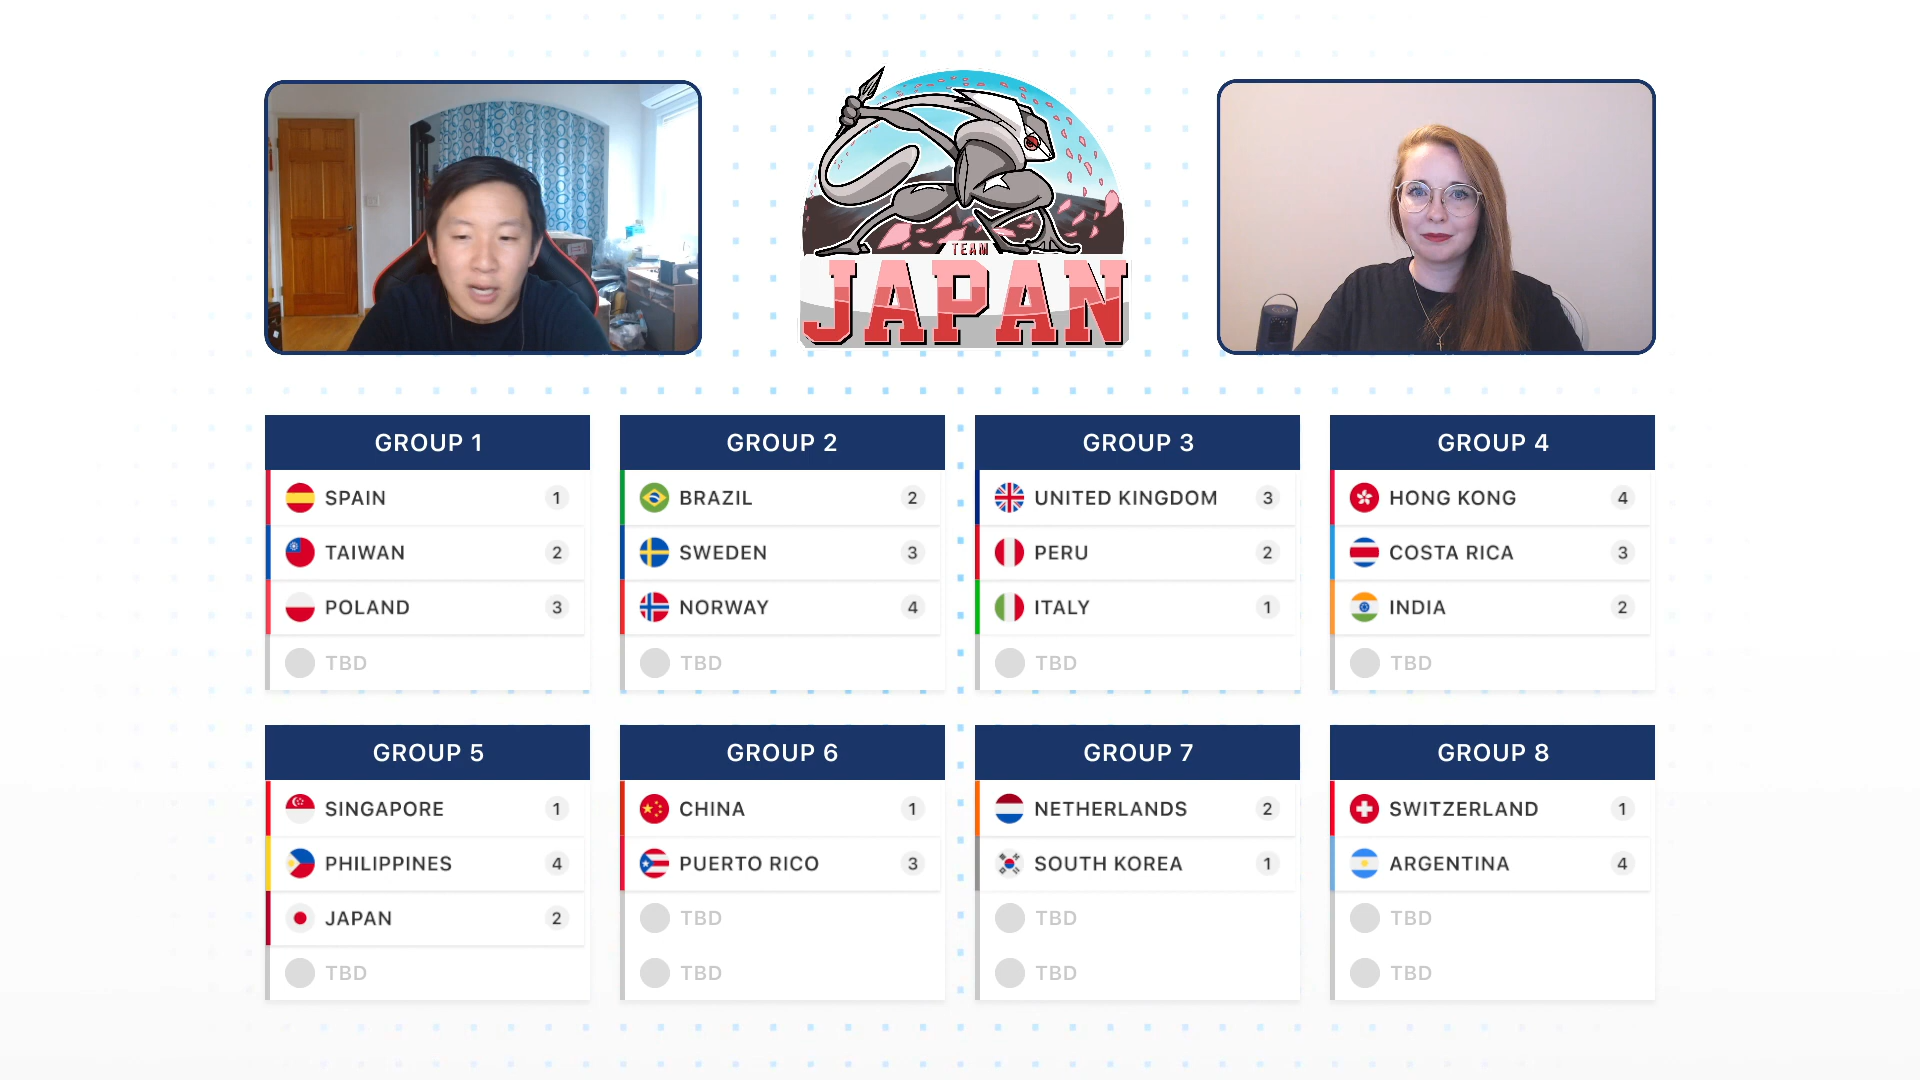 TEAM
JAPAN
GROUP 1
SPAIN 1
TAIWAN 2
POLAND 3
TBD
GROUP 2
BRAZIL 2
SWEDEN 3
NORWAY 4
TBD
GROUP 3
UNITED KINGDOM 3
PERU 2
ITALY 1
TBD
GROUP 4
HONG KONG 4
COSTA RICA 3
INDIA 2
TBD
GROUP 5
SINGAPORE 1
PHILIPPINES 4
JAPAN 2
TBD
GROUP 6
CHINA 1
PUERTO RICO 3
TBD
TBD
GROUP 7
NETHERLANDS 2
SOUTH KOREA 1
TBD
TBD
GROUP 8
SWITZERLAND 1
ARGENTINA 4
TBD
TBD